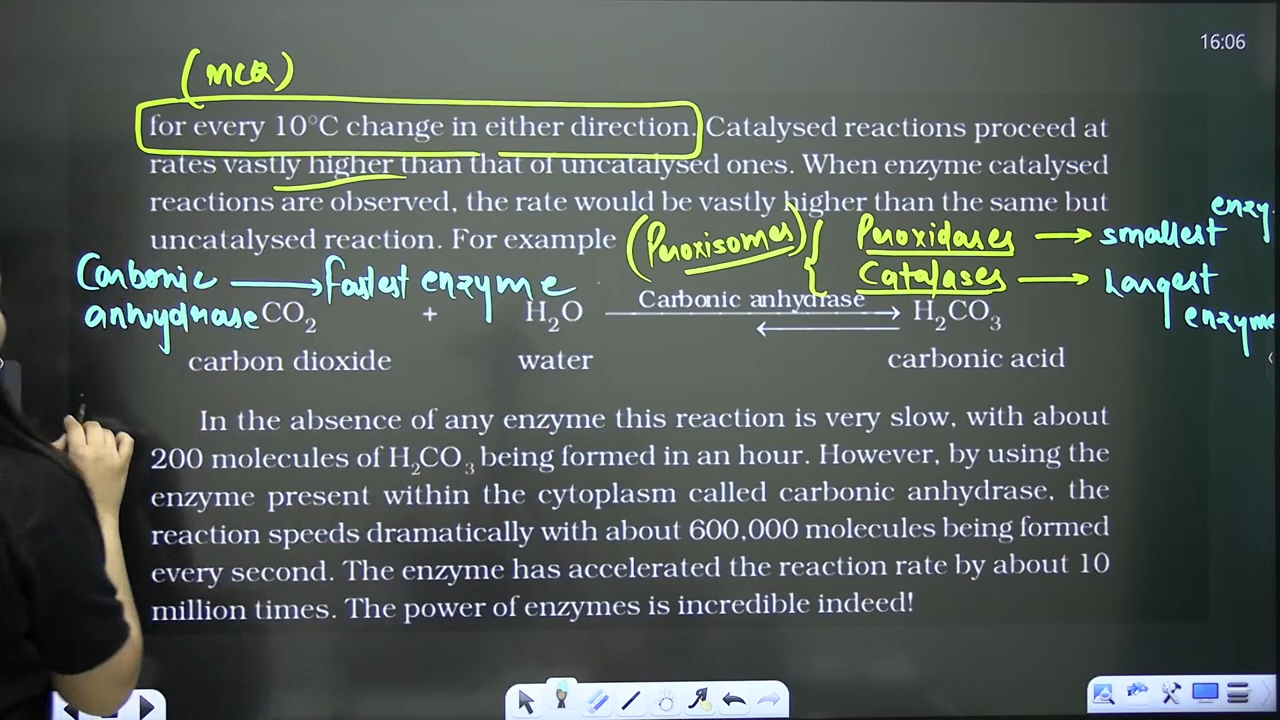 16:06
(MCQ)
for every 10°C change in either direction. Catalysed reactions proceed at
rates vastly higher than that of uncatalysed ones. When enzyme catalysed
reactions are observed, the rate would be vastly higher than the same but
enzy
uncatalysed reaction. For example (Peroxisomes) { Peroxidases → smallest
Carbonic → fastest enzyme Catalases → Largest
anhydrase enzyme
Carbonic anhydrase
CO₂ + H₂O H₂CO₃
carbon dioxide water carbonic acid
In the absence of any enzyme this reaction is very slow, with about
200 molecules of H₂CO₃ being formed in an hour. However, by using the
enzyme present within the cytoplasm called carbonic anhydrase, the
reaction speeds dramatically with about 600,000 molecules being formed
every second. The enzyme has accelerated the reaction rate by about 10
million times. The power of enzymes is incredible indeed!